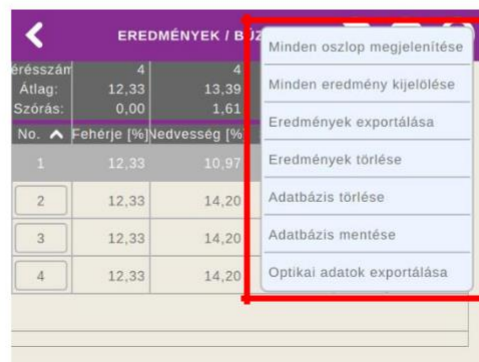 EREDMÉNYEK / BÚZ
érésszám 4 4
Átlag: 12,33 13,39
Szórás: 0,00 1,61
No. Fehérje [%] Nedvesség [%]
1 12,33 10,97
2 12,33 14,20
3 12,33 14,20
4 12,33 14,20
Minden oszlop megjelenítése
Minden eredmény kijelölése
Eredmények exportálása
Eredmények törlése
Adatbázis törlése
Adatbázis mentése
Optikai adatok exportálása